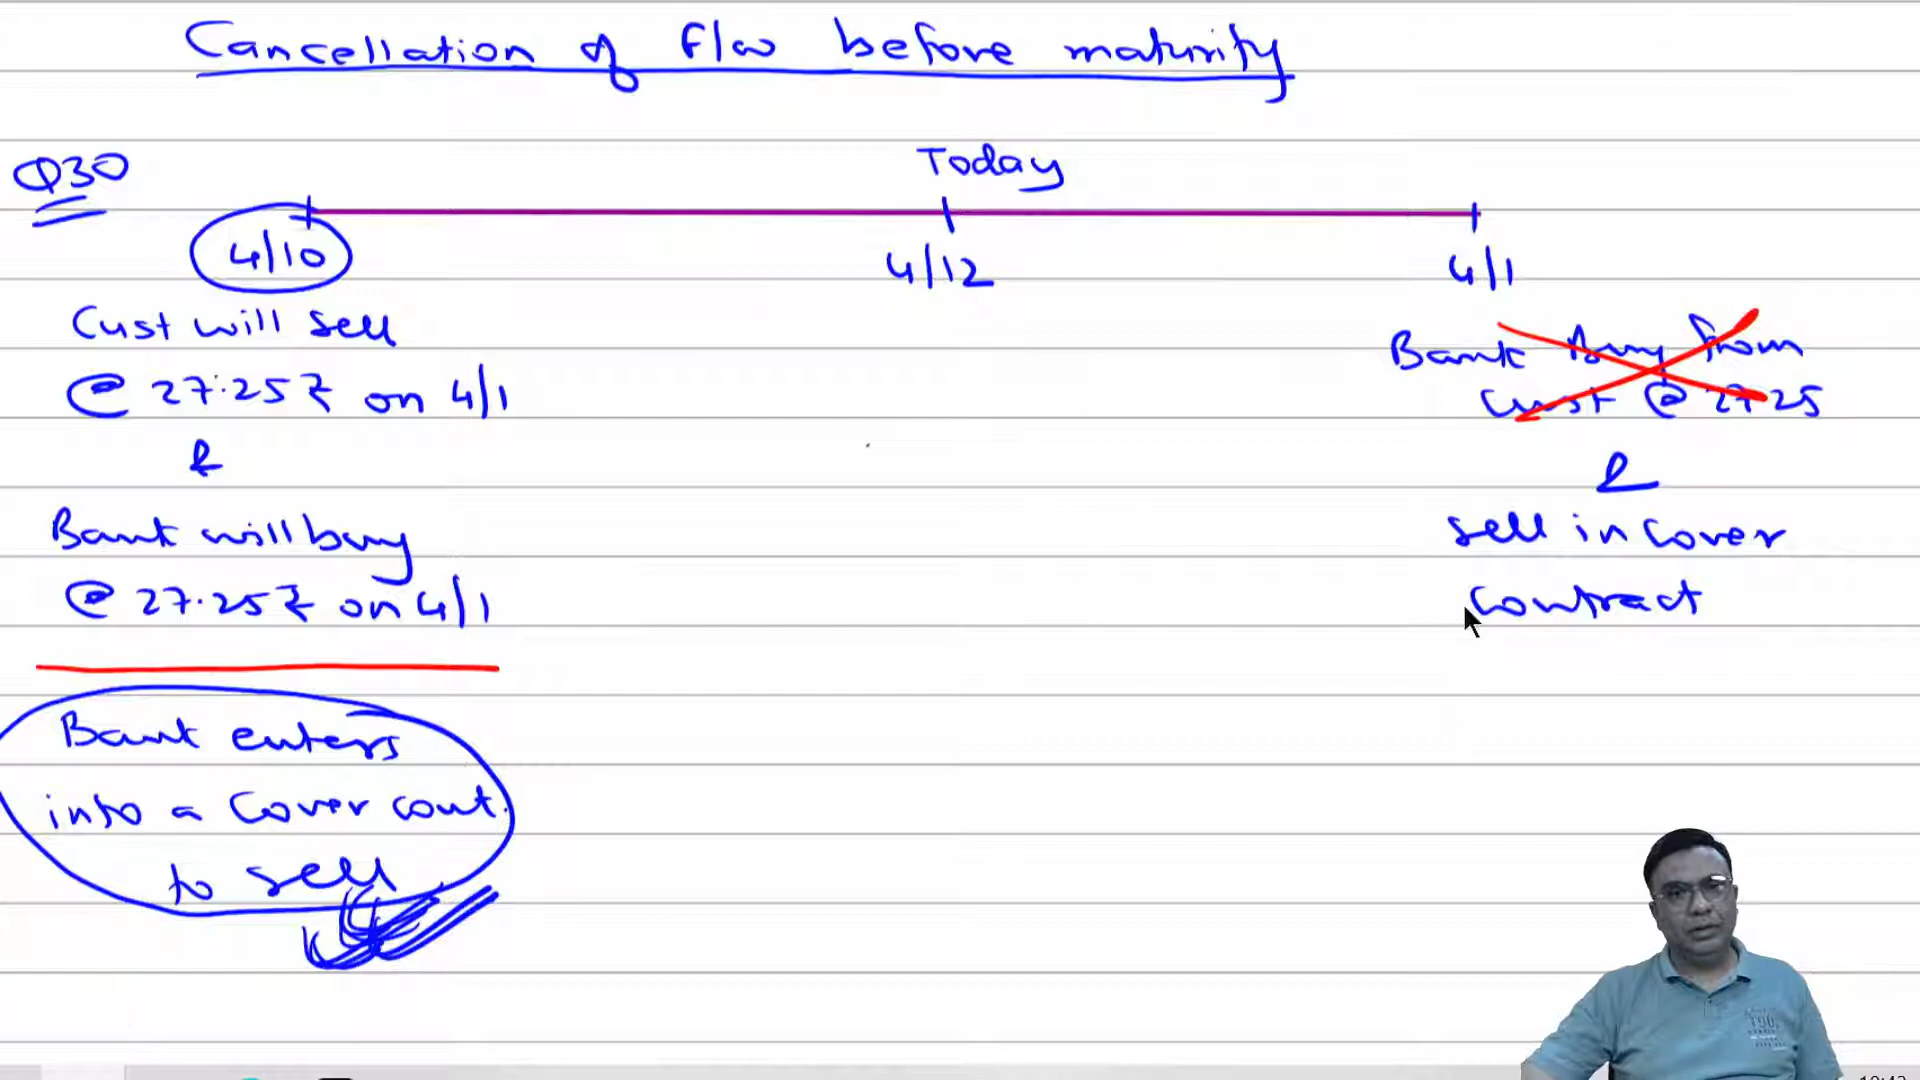 Cancellation of F/w before maturity
Q30
Today
4/10
4/12
4/1
Cust will sell
@ 27.25₹ on 4/1
&
Bank will buy
@ 27.25₹ on 4/1
Bank enters
into a Cover cont.
to sell
Bank Buy from
Cust @ 27.25
&
sell in Cover
Contract